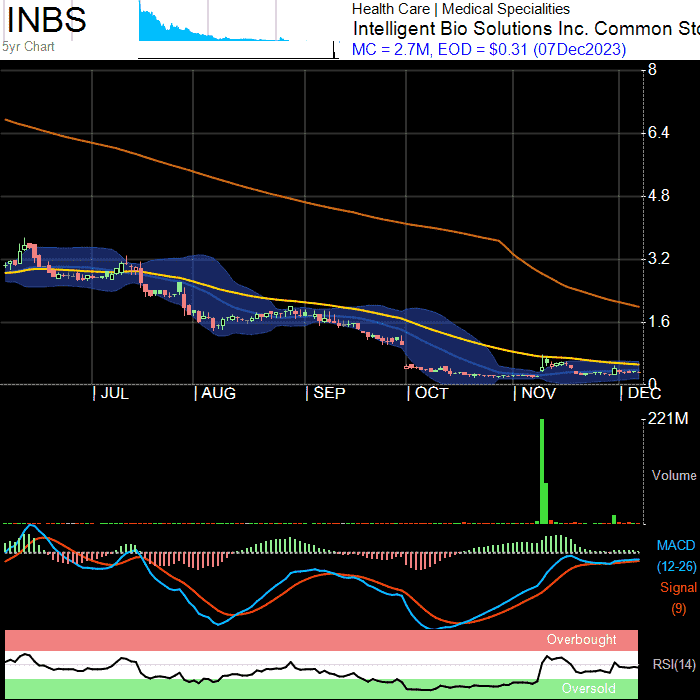 INBS
5yr Chart
Health Care | Medical Specialities
Intelligent Bio Solutions Inc. Common Sto
MC = 2.7M, EOD = $0.31 (07Dec2023)
8
6.4
4.8
3.2
1.6
0
| JUL | AUG | SEP | OCT | NOV | DEC
221M
Volume
MACD
(12-26)
Signal
(9)
Overbought
RSI(14)
Oversold